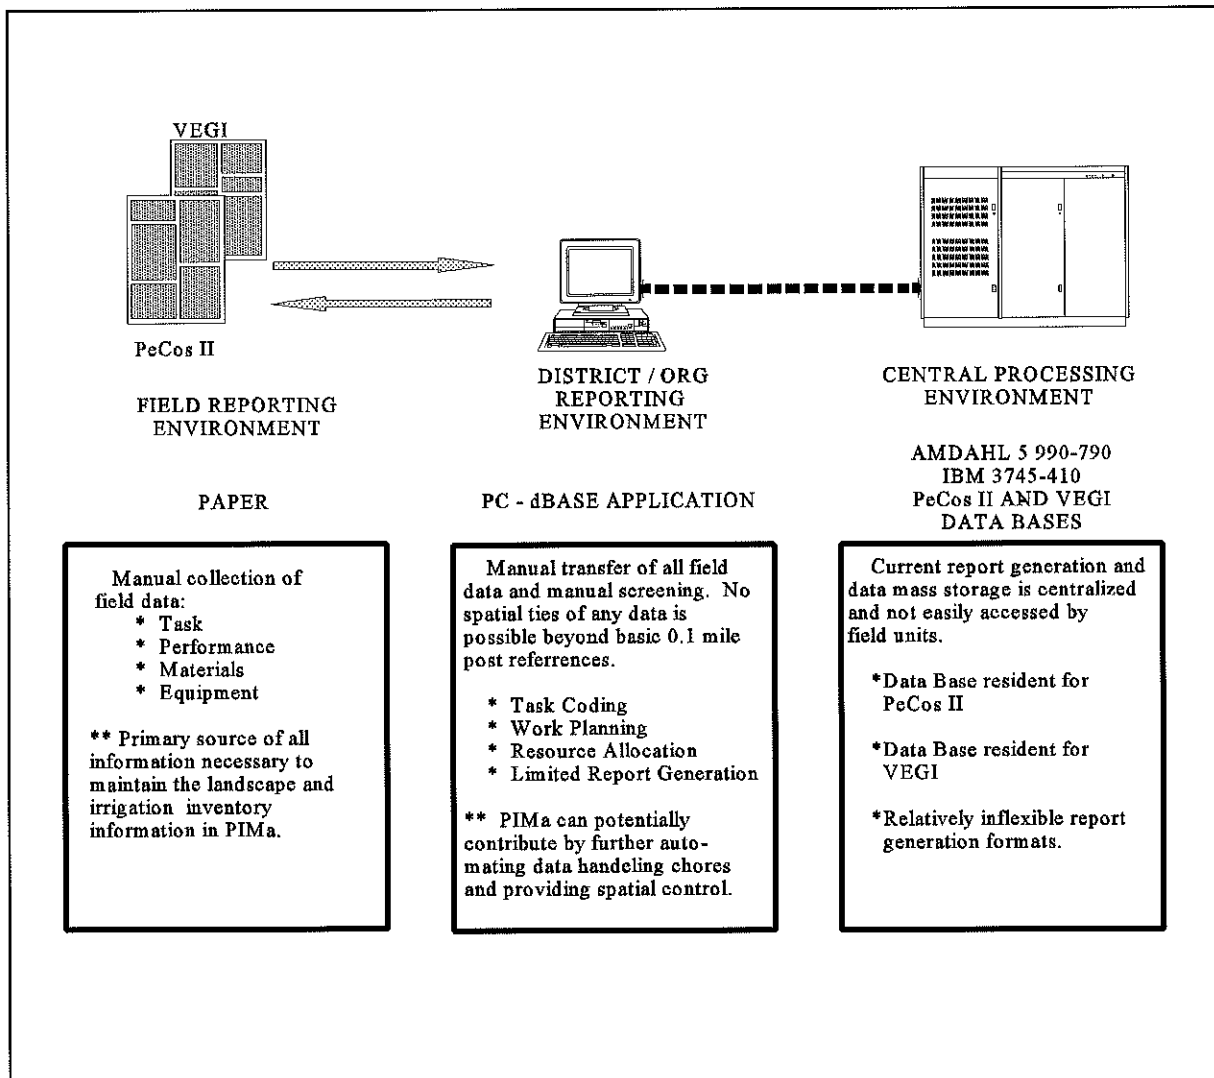 VEGI
PeCos II
FIELD REPORTING
ENVIRONMENT
PAPER
Manual collection of
field data:
* Task
* Performance
* Materials
* Equipment
** Primary source of all
information necessary to
maintain the landscape and
irrigation inventory
information in PIMa.
DISTRICT / ORG
REPORTING
ENVIRONMENT
PC - dBASE APPLICATION
Manual transfer of all field
data and manual screening. No
spatial ties of any data is
possible beyond basic 0.1 mile
post referrences.
* Task Coding
* Work Planning
* Resource Allocation
* Limited Report Generation
** PIMa can potentially
contribute by further auto-
mating data handeling chores
and providing spatial control.
CENTRAL PROCESSING
ENVIRONMENT
AMDAHL 5 990-790
IBM 3745-410
PeCos II AND VEGI
DATA BASES
Current report generation and
data mass storage is centralized
and not easily accessed by
field units.
*Data Base resident for
PeCos II
*Data Base resident for
VEGI
*Relatively inflexible report
generation formats.